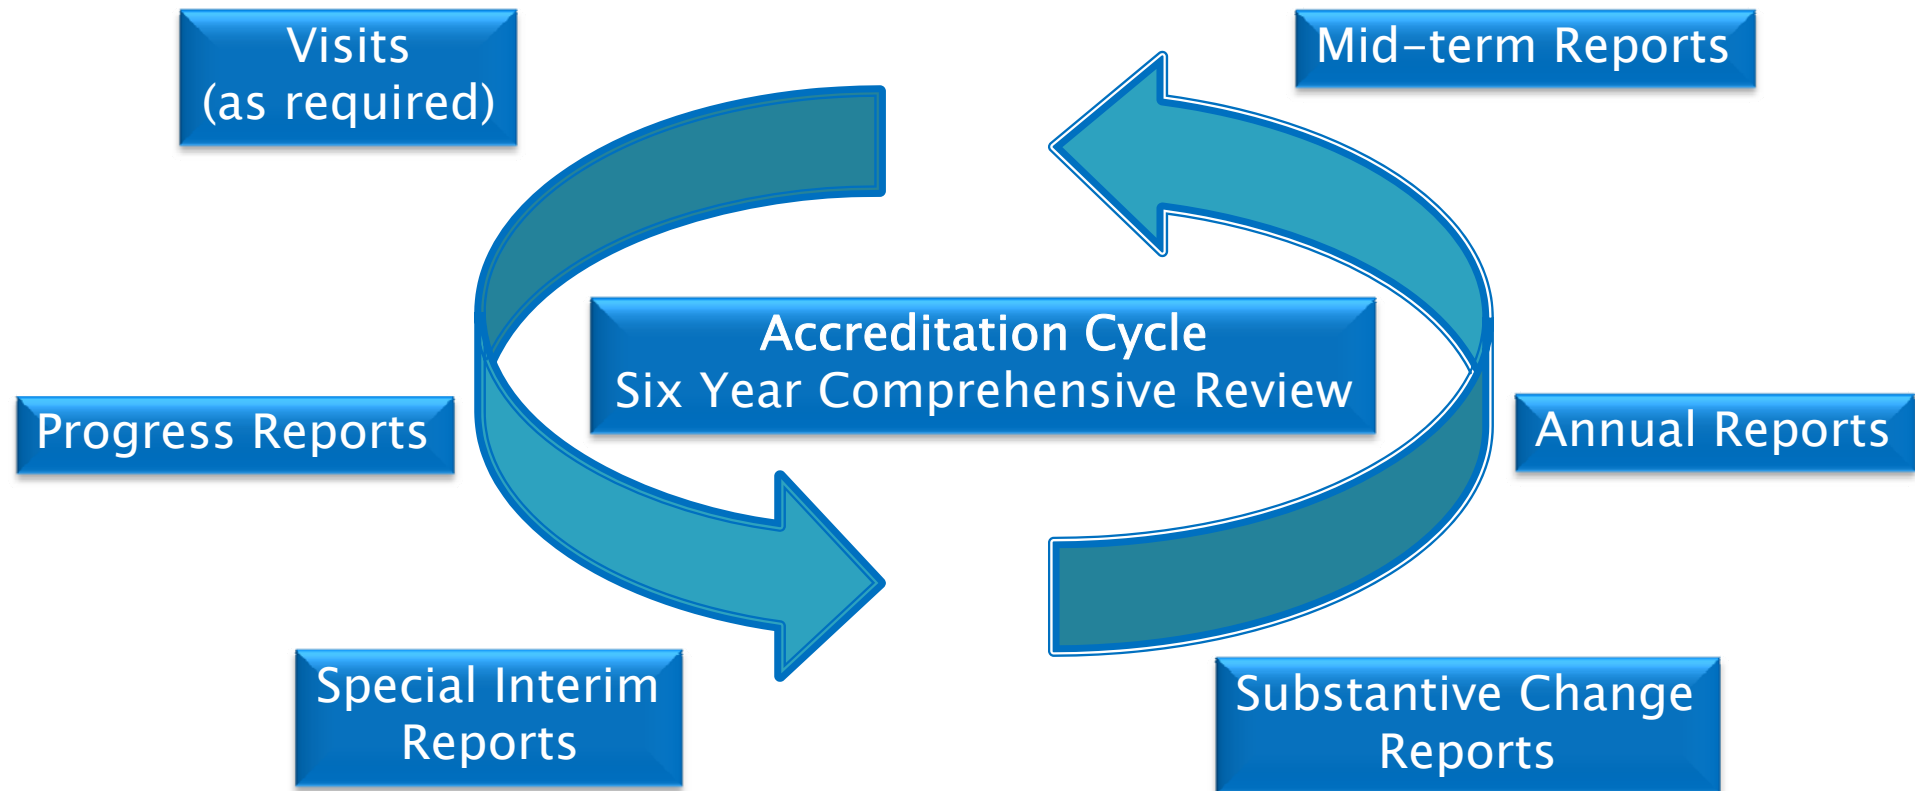 Visits
(as required)
Mid-term Reports
Accreditation Cycle
Six Year Comprehensive Review
Progress Reports
Annual Reports
Special Interim
Reports
Substantive Change
Reports